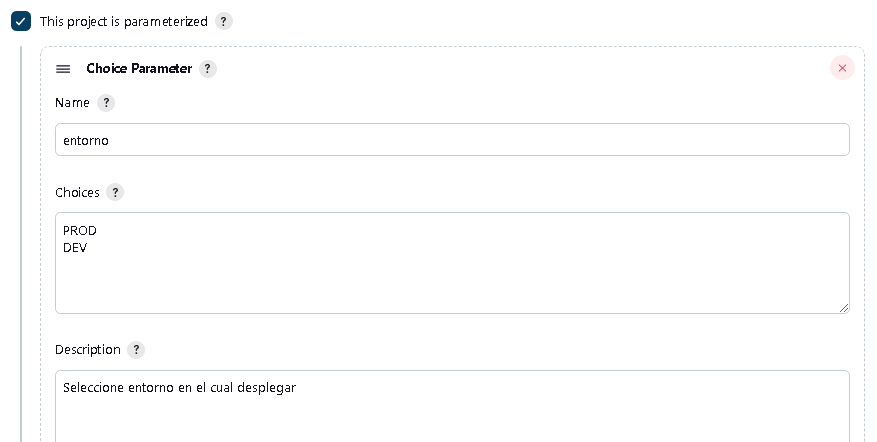 This project is parameterized ?
Choice Parameter ?
Name ?
entorno
Choices ?
PROD
DEV
Description ?
Seleccione entorno en el cual desplegar